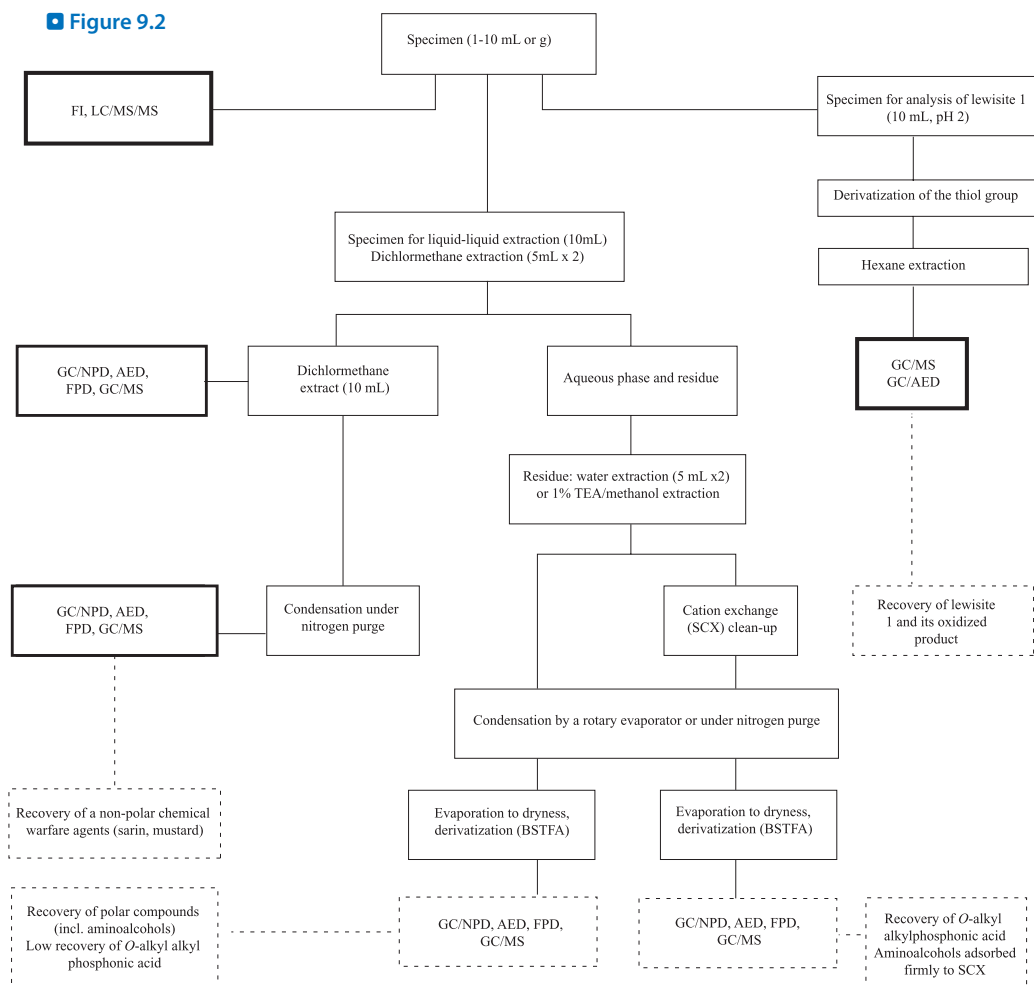 Figure 9.2
Specimen (1-10 mL or g)
FI, LC/MS/MS
Specimen for analysis of lewisite 1
(10 mL, pH 2)
Derivatization of the thiol group
Specimen for liquid-liquid extraction (10mL)
Dichlormethane extraction (5mL x 2)
Hexane extraction
GC/NPD, AED,
FPD, GC/MS
Dichlormethane
extract (10 mL)
Aqueous phase and residue
GC/MS
GC/AED
Residue: water extraction (5 mL x2)
or 1% TEA/methanol extraction
GC/NPD, AED,
FPD, GC/MS
Condensation under
nitrogen purge
Cation exchange
(SCX) clean-up
Recovery of lewisite
1 and its oxidized
product
Condensation by a rotary evaporator or under nitrogen purge
Recovery of a non-polar chemical
warfare agents (sarin, mustard)
Evaporation to dryness,
derivatization (BSTFA)
Evaporation to dryness,
derivatization (BSTFA)
Recovery of polar compounds
(incl. aminoalcohols)
Low recovery of O-alkyl alkyl
phosphonic acid
GC/NPD, AED, FPD,
GC/MS
GC/NPD, AED, FPD,
GC/MS
Recovery of O-alkyl
alkylphosphonic acid
Aminoalcohols adsorbed
firmly to SCX